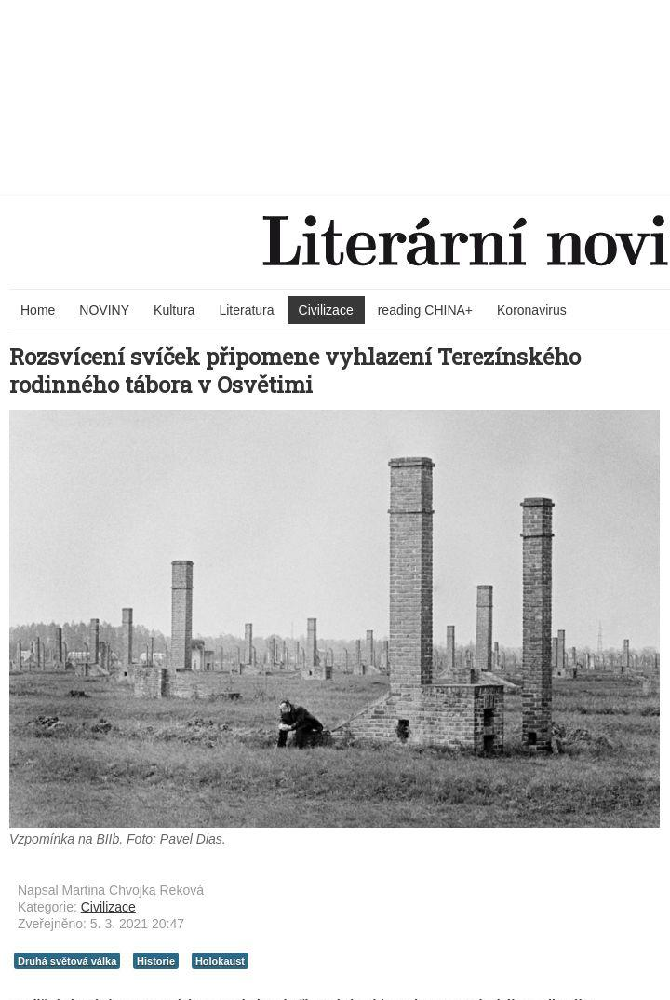 Literární novi
Home NOVINY Kultura Literatura Civilizace reading CHINA+ Koronavirus
Rozsvícení svíček připomene vyhlazení Terezínského
rodinného tábora v Osvětimi
Vzpomínka na BIIb. Foto: Pavel Dias.
Napsal Martina Chvojka Reková
Kategorie: Civilizace
Zveřejněno: 5. 3. 2021 20:47
Druhá světová válka Historie Holokaust